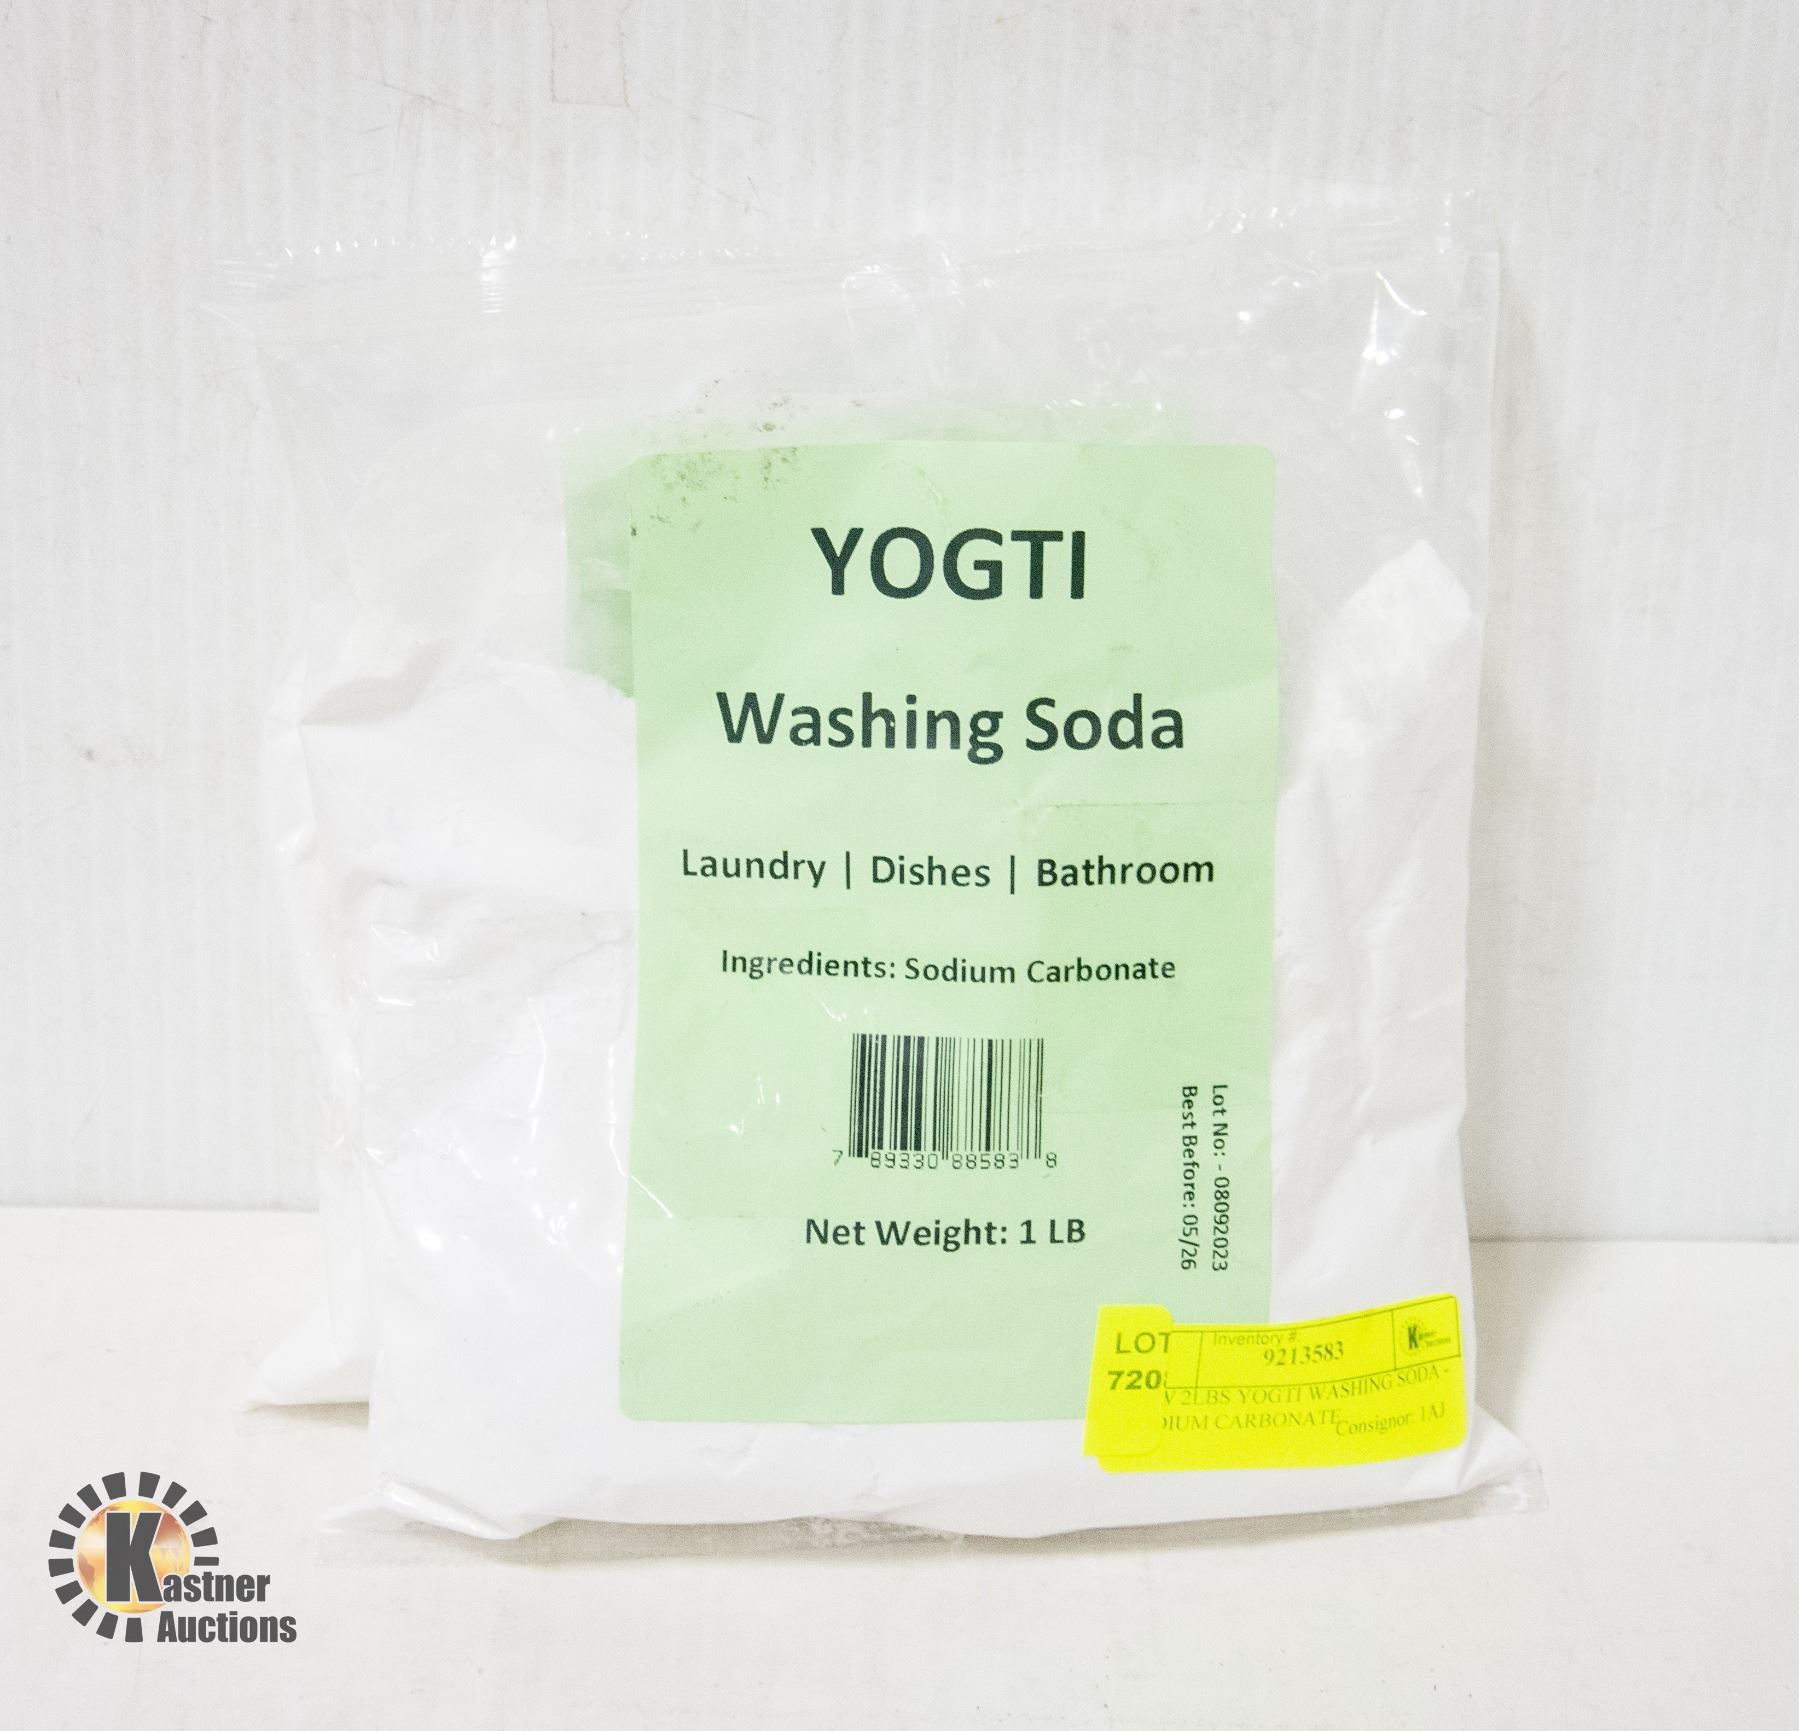 YOGTI
Washing Soda
Laundry | Dishes | Bathroom
Ingredients: Sodium Carbonate
7 89330 88583 8
Lot No: - 08092023
Best Before: 05/26
Net Weight: 1 LB
LOT
720
Inventory #:
9213583
2LBS YOGTI WASHING SODA -
CARBONATE
Consignor: 1AJ
Kastner
Auctions